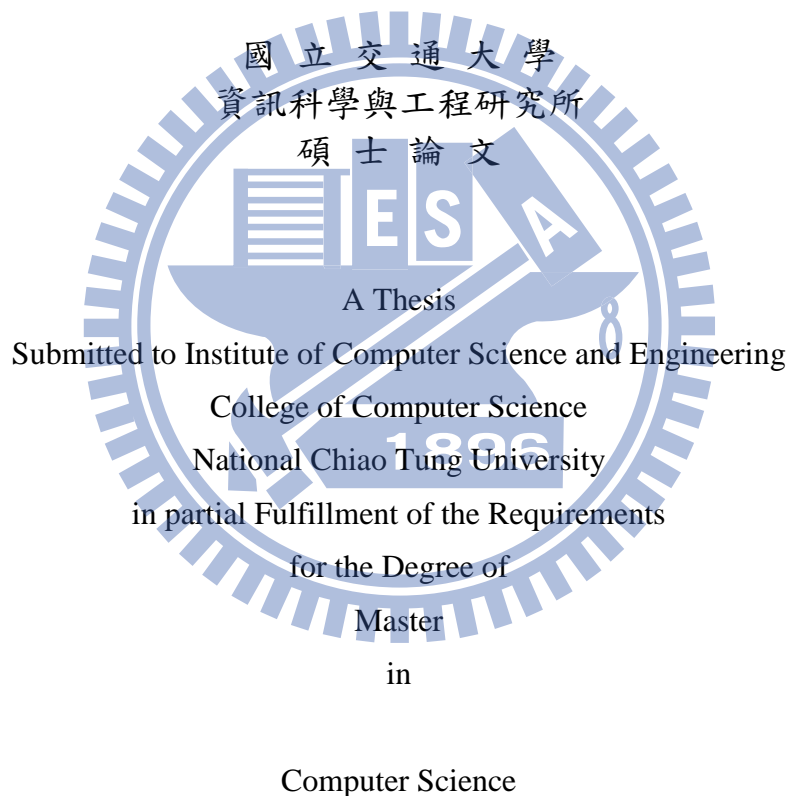 國 立 交 通 大 學
資訊科學與工程研究所
碩 士 論 文
E S A
A Thesis
Submitted to Institute of Computer Science and Engineering
College of Computer Science
1896
National Chiao Tung University
in partial Fulfillment of the Requirements
for the Degree of
Master
in
Computer Science